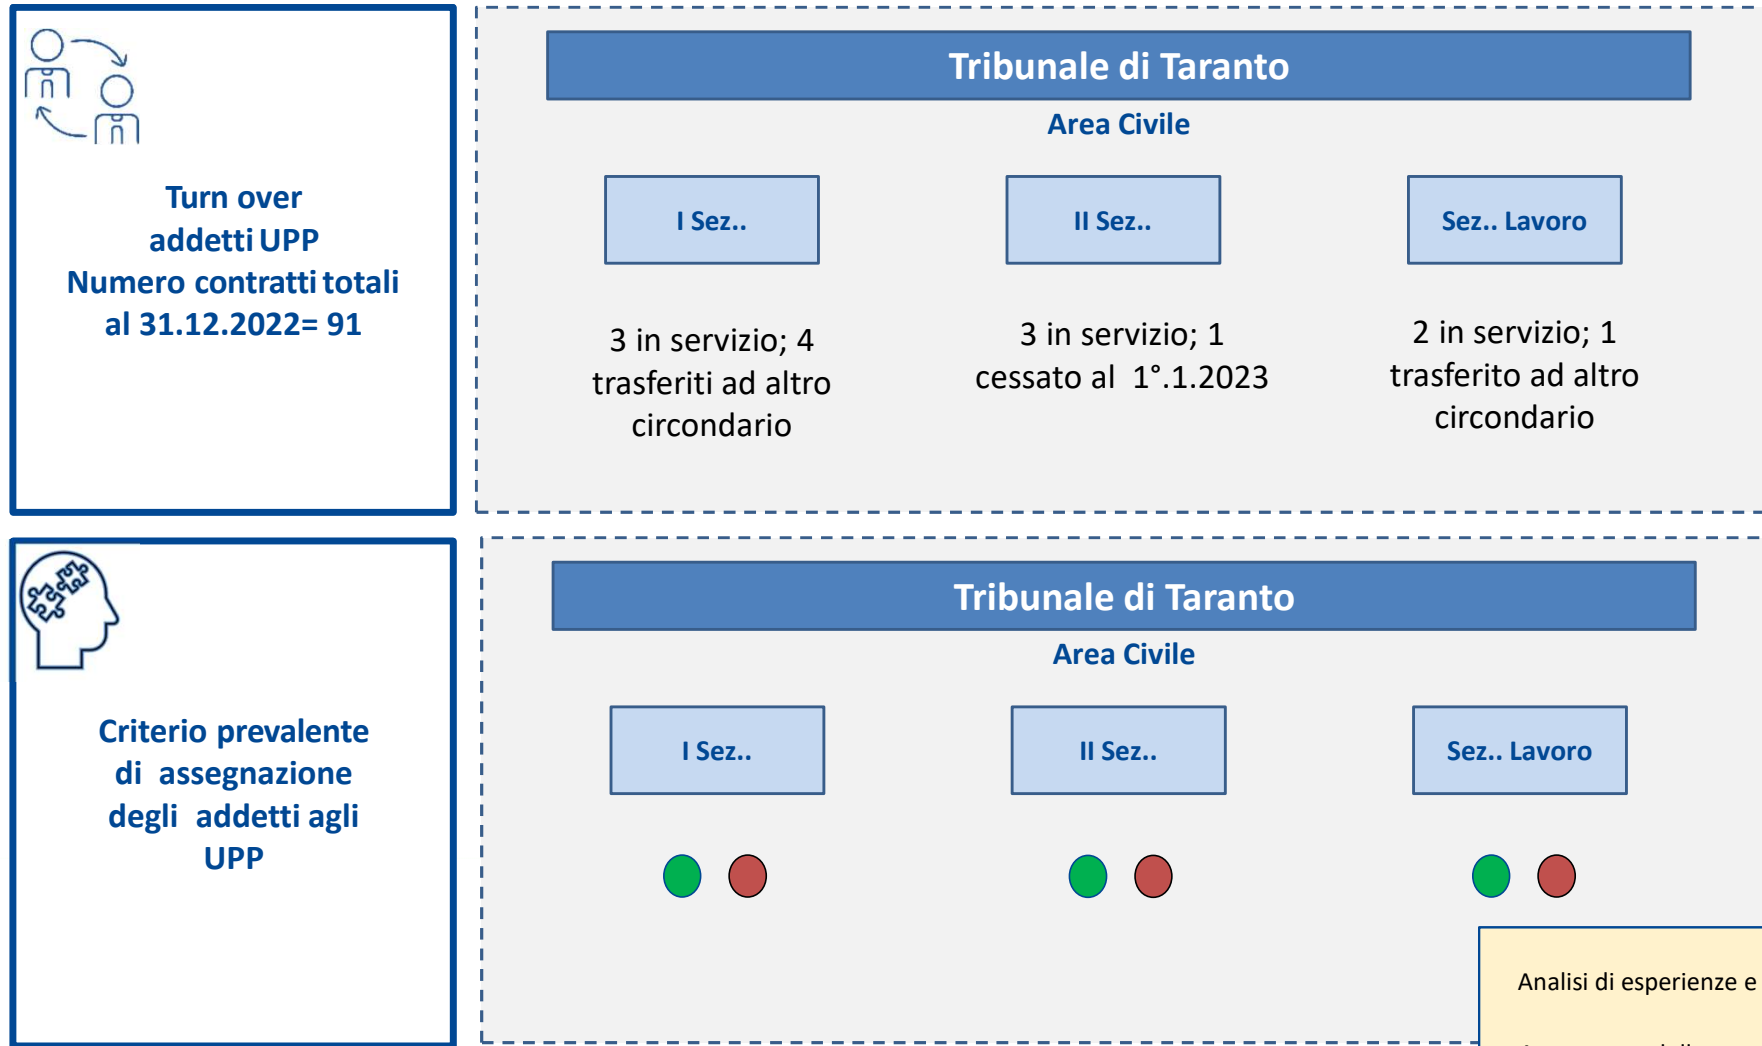 Turn over
addetti UPP
Numero contratti totali
al 31.12.2022= 91
Tribunale di Taranto
Area Civile
I Sez..
II Sez..
Sez.. Lavoro
3 in servizio; 4
trasferiti ad altro
circondario
3 in servizio; 1
cessato al 1°.1.2023
2 in servizio; 1
trasferito ad altro
circondario
Criterio prevalente
di assegnazione
degli addetti agli
UPP
Tribunale di Taranto
Area Civile
I Sez..
II Sez..
Sez.. Lavoro
Analisi di esperienze e